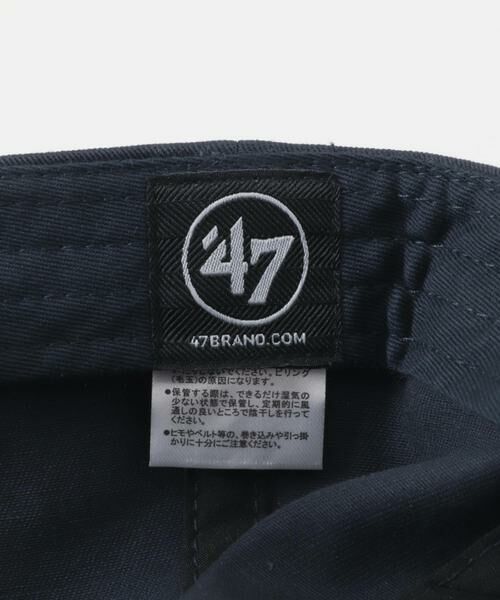 '47
47BRAND.COM
ないでください。ピリング
(毛玉)の原因になります。
●保管する際は、できるだけ湿気の
少ない状態で保管し、定期的に風
通しの良いところで陰干しを行って
ください。
●ヒモやベルト等の、巻き込みや引っ掛
かりに十分にご注意ください。